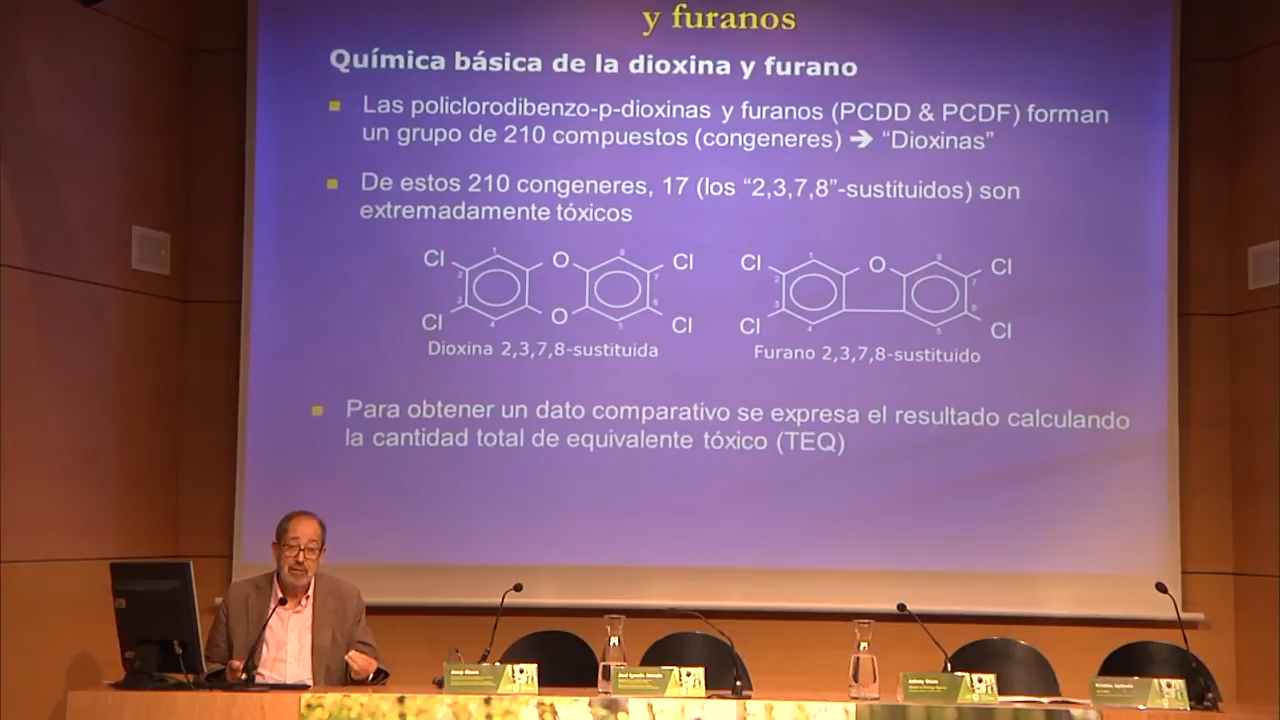 y furanos
Química básica de la dioxina y furano
Las policlorodibenzo-p-dioxinas y furanos (PCDD & PCDF) forman
un grupo de 210 compuestos (congeneres) ➔ “Dioxinas”
De estos 210 congeneres, 17 (los “2,3,7,8”-sustituidos) son
extremadamente tóxicos
Cl O Cl Cl O Cl
Cl O Cl Cl Cl
Dioxina 2,3,7,8-sustituida
Furano 2,3,7,8-sustituido
Para obtener un dato comparativo se expresa el resultado calculando
la cantidad total de equivalente tóxico (TEQ)